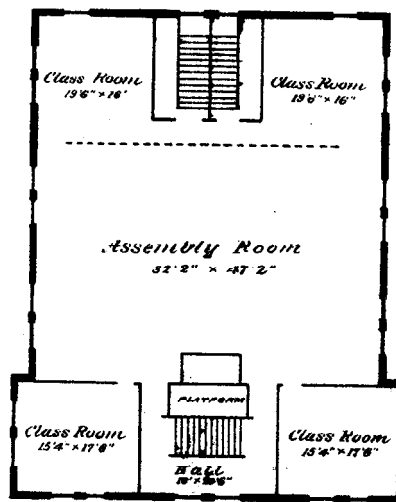 Class Room
19'6" × 16'
Class Room
19'6" × 16"
Assembly Room
52'2" × 47'2"
PLATFORM
Class Room
15'4" × 17'6"
Class Room
15'4" × 17'6"
Hall